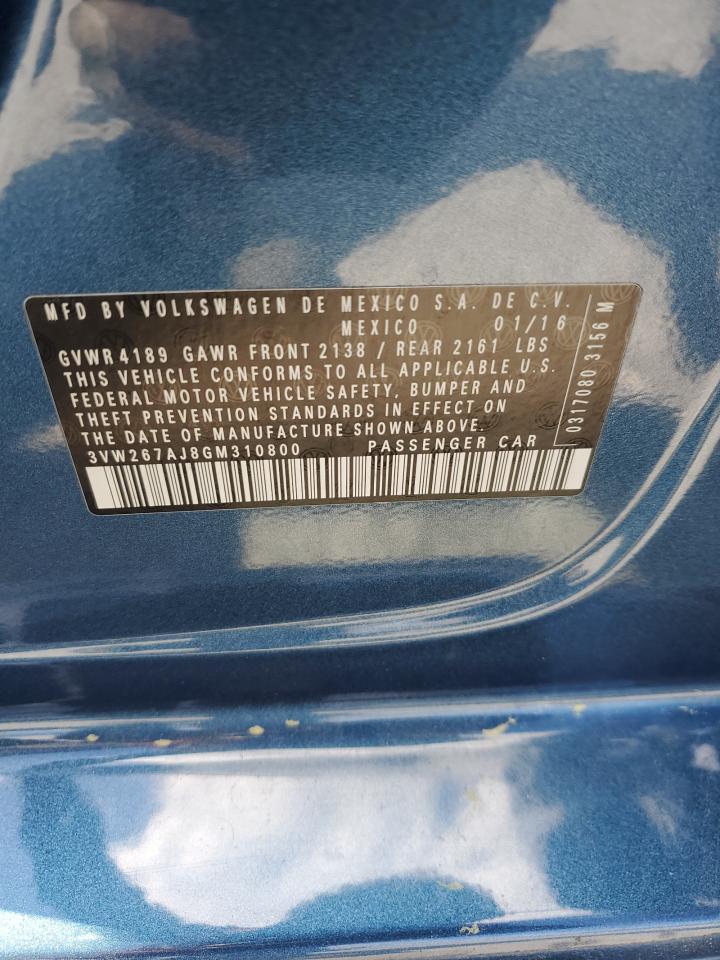 MFD BY VOLKSWAGEN DE MEXICO S.A. DE C.V.
MEXICO 01/16
GVWR 4189 GAWR FRONT 2138 / REAR 2161 LBS
THIS VEHICLE CONFORMS TO ALL APPLICABLE U.S.
FEDERAL MOTOR VEHICLE SAFETY, BUMPER AND
THEFT PREVENTION STANDARDS IN EFFECT ON
THE DATE OF MANUFACTURE SHOWN ABOVE.
3VW267AJ8GM310800 PASSENGER CAR
0317080 3156 M